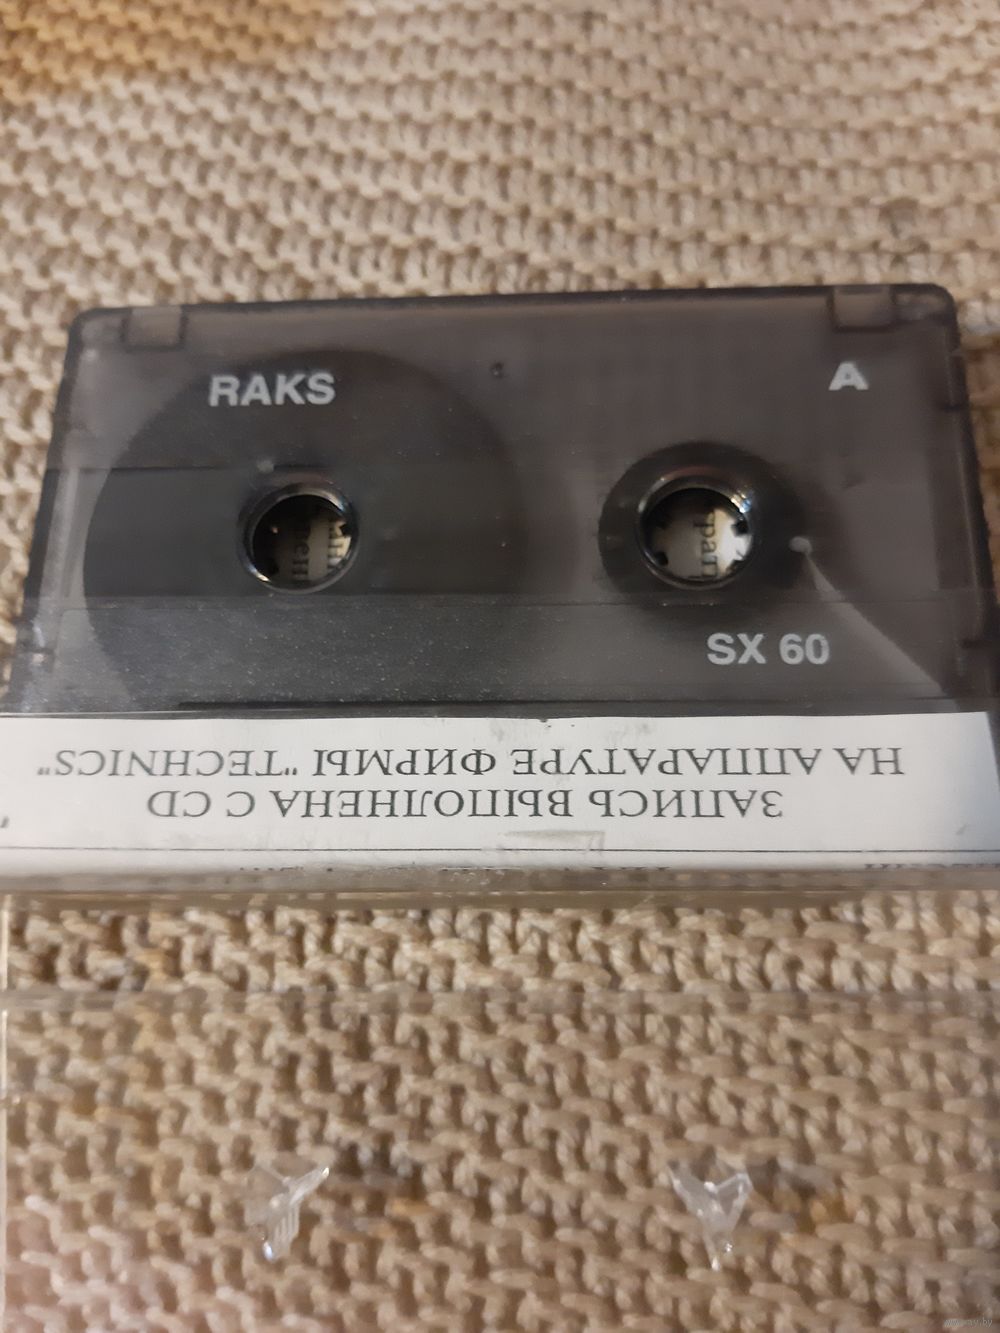 RAKS
A
SX 60
ЗАПИСЬ ВЫПОЛНЕНА С CD
НА АППАРАТУРЕ ФИРМЫ "TECHNICS"